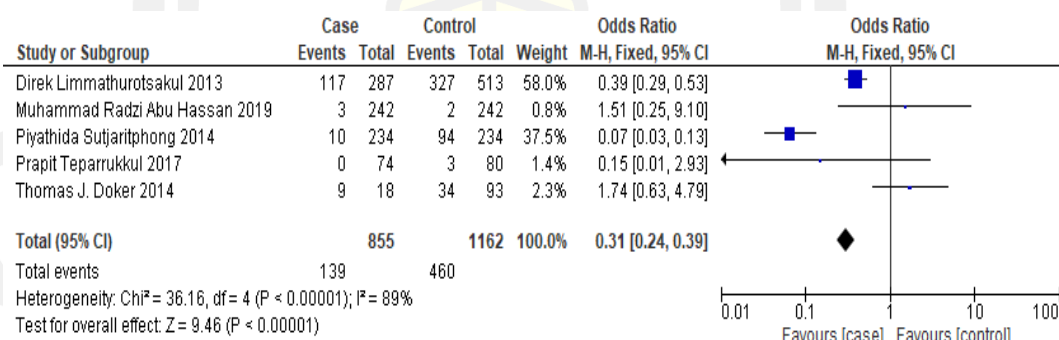 Case Control Odds Ratio Odds Ratio
Study or Subgroup Events Total Events Total Weight M-H, Fixed, 95% CI M-H, Fixed, 95% CI
Direk Limmathurotsakul 2013 117 287 327 513 58.0% 0.39 [0.29, 0.53]
Muhammad Radzi Abu Hassan 2019 3 242 2 242 0.8% 1.51 [0.25, 9.10]
Piyathida Sutjaritphong 2014 10 234 94 234 37.5% 0.07 [0.03, 0.13]
Prapit Teparrukkul 2017 0 74 3 80 1.4% 0.15 [0.01, 2.93]
Thomas J. Doker 2014 9 18 34 93 2.3% 1.74 [0.63, 4.79]
Total (95% CI) 855 1162 100.0% 0.31 [0.24, 0.39]
Total events 139 460
Heterogeneity: Chi² = 36.16, df = 4 (P < 0.00001); I² = 89%
Test for overall effect: Z = 9.46 (P < 0.00001)
0.01 0.1 1 10 100
Favours [case] Favours [control]